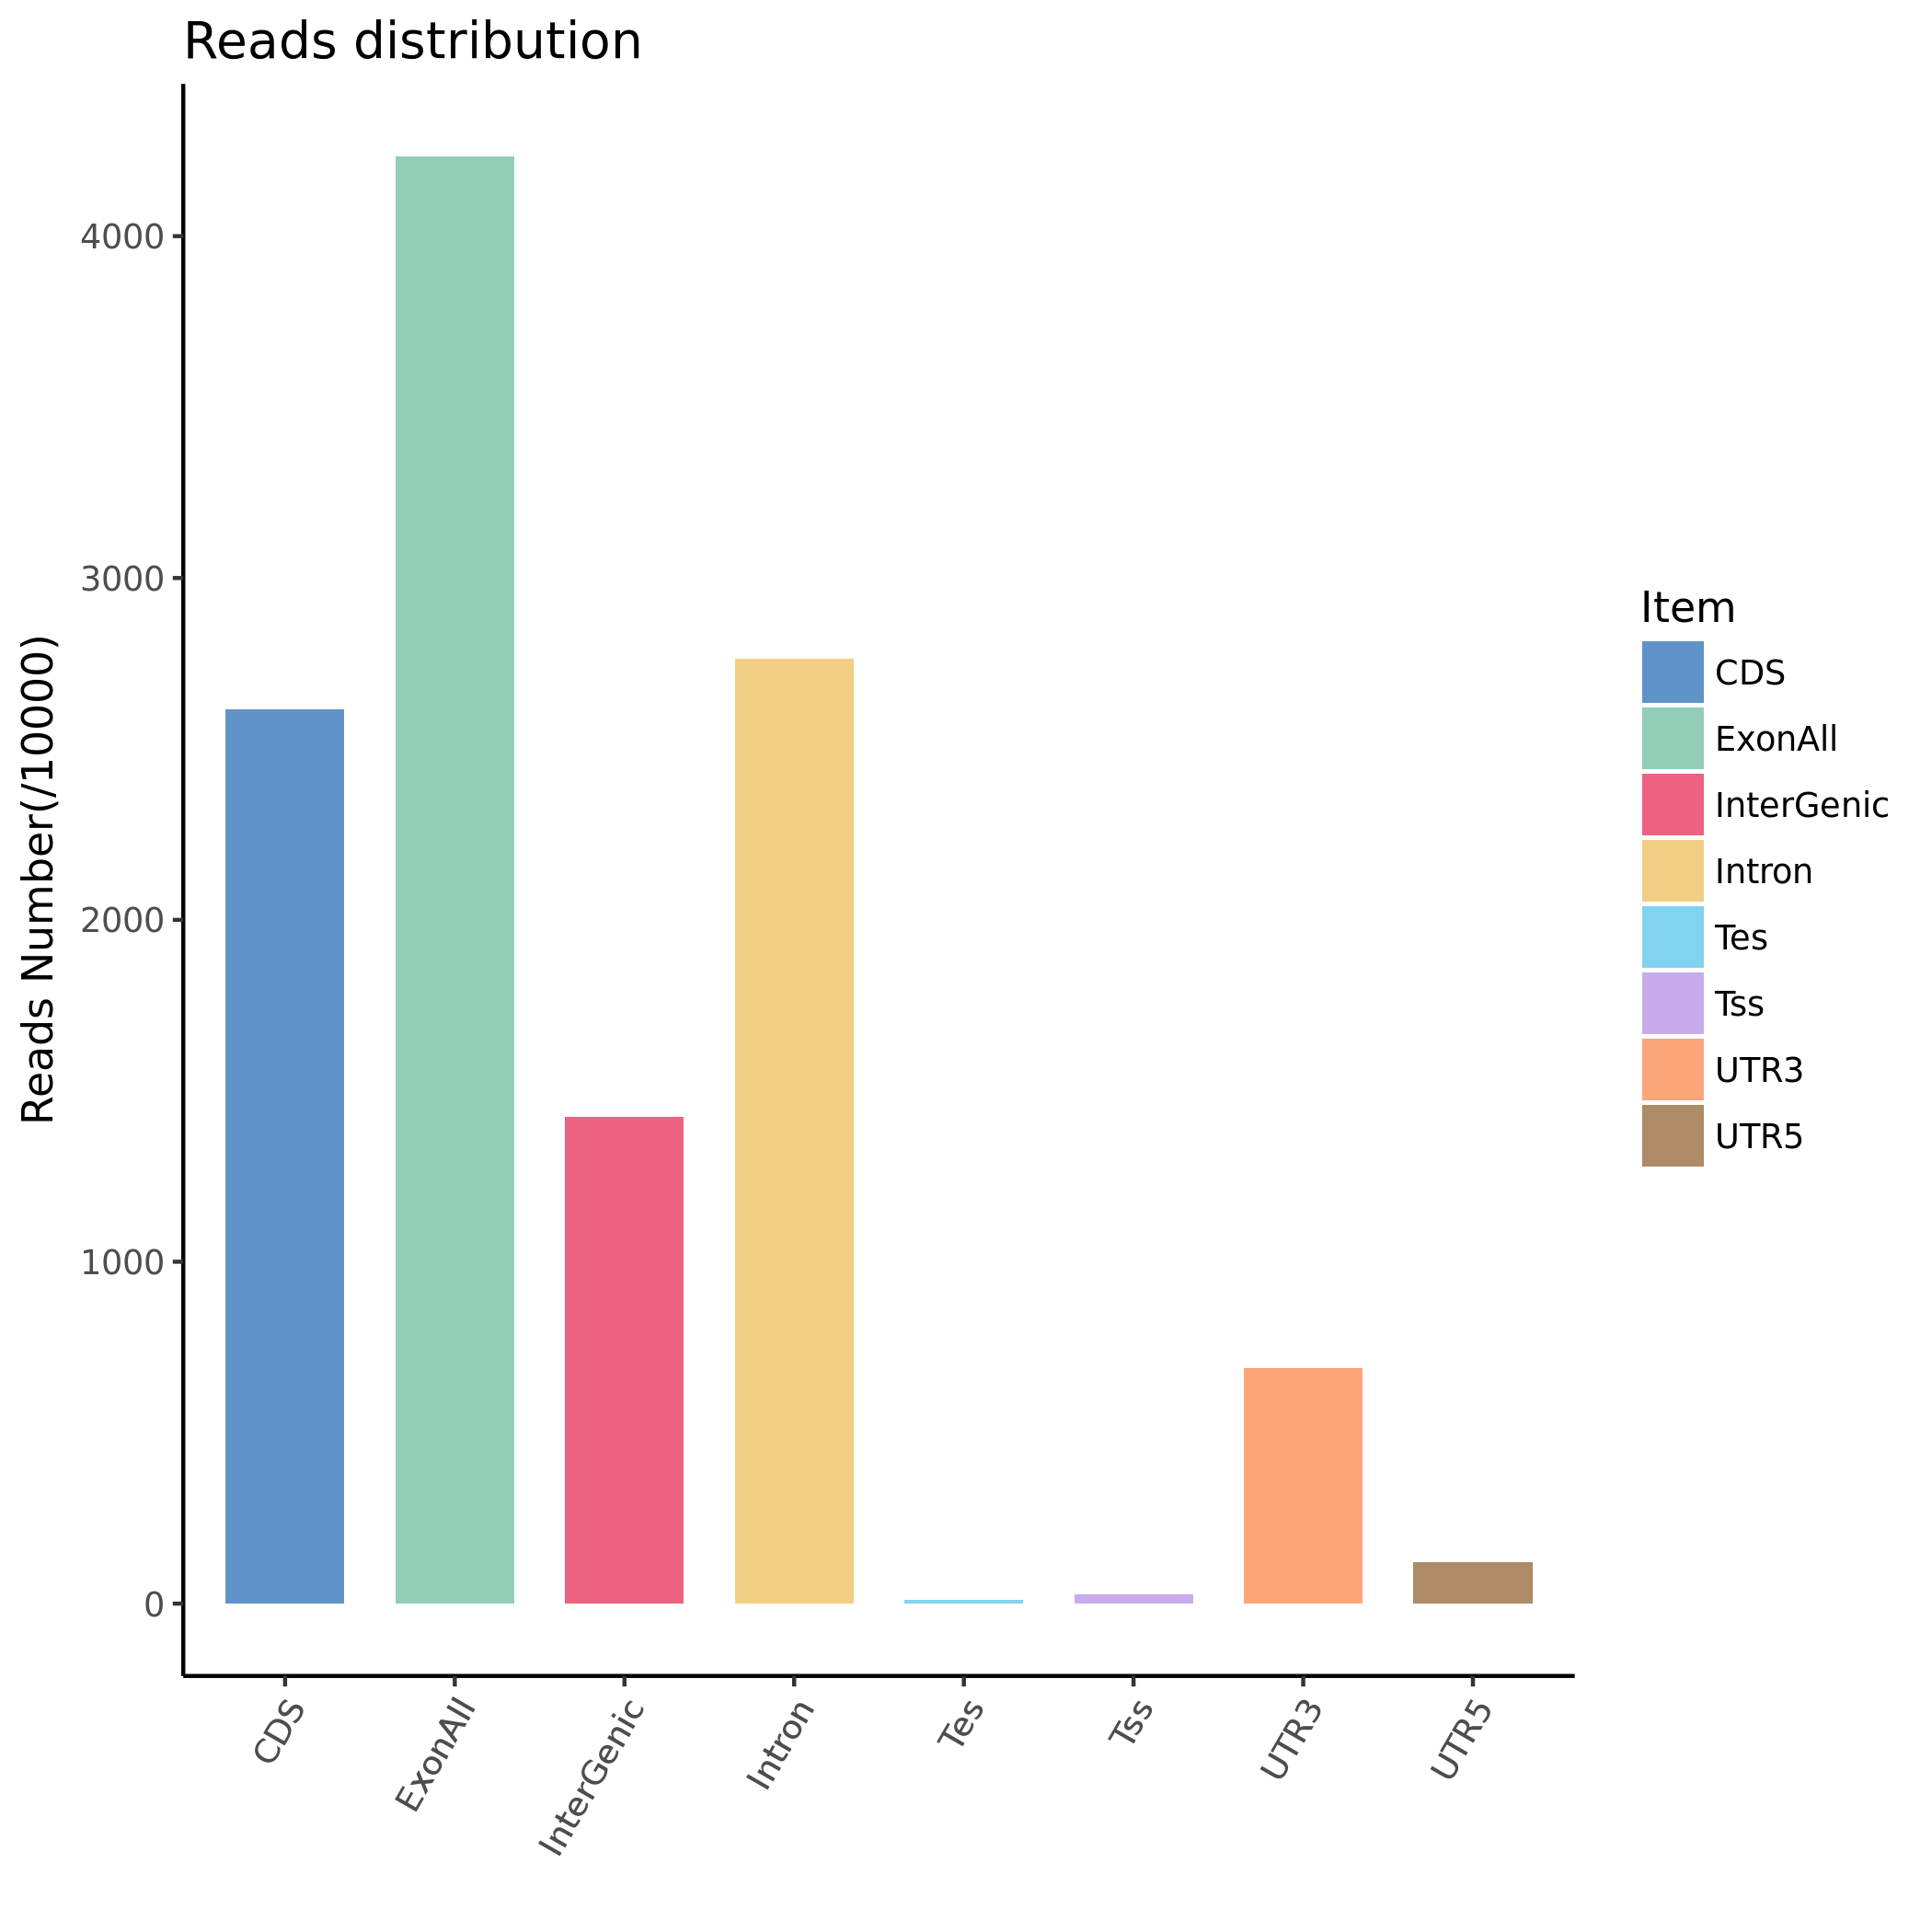 Reads distribution
Reads Number(/10000)
4000
3000
2000
1000
0
CDS
ExonAll
InterGenic
Intron
Tes
Tss
UTR3
UTR5
Item
CDS
ExonAll
InterGenic
Intron
Tes
Tss
UTR3
UTR5